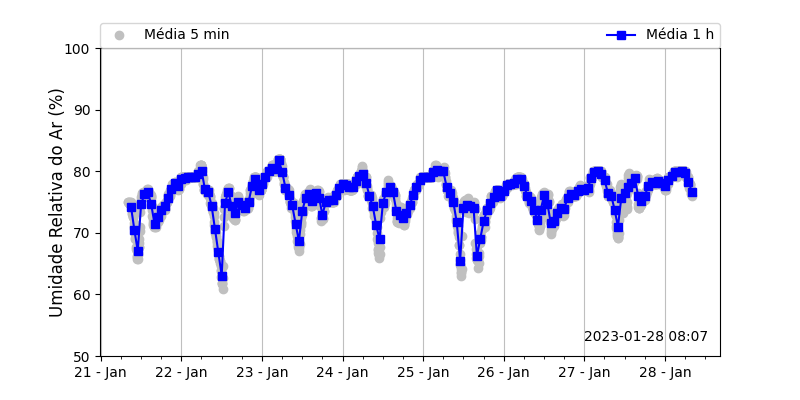 Média 5 min
Média 1 h
Umidade Relativa do Ar (%)
100
90
80
70
60
50
2023-01-28 08:07
21 - Jan
22 - Jan
23 - Jan
24 - Jan
25 - Jan
26 - Jan
27 - Jan
28 - Jan